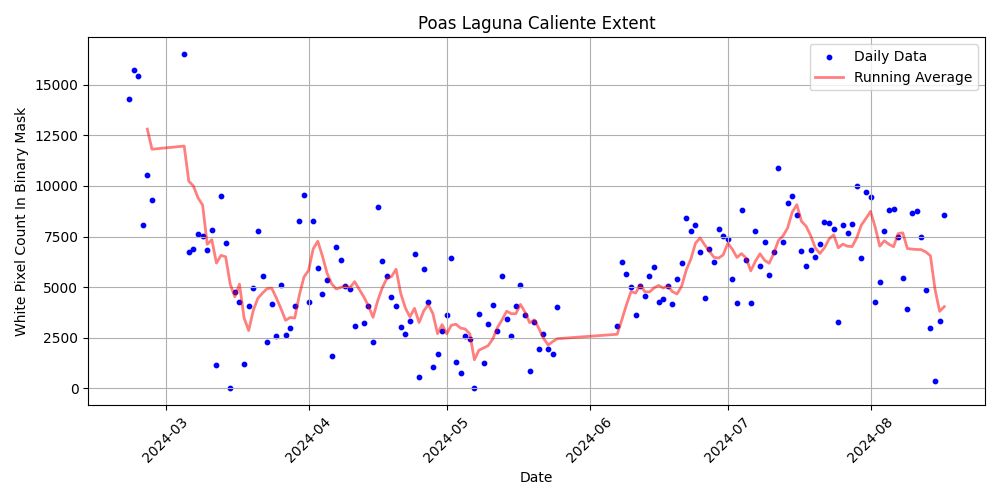 Poas Laguna Caliente Extent
Daily Data
Running Average
White Pixel Count In Binary Mask
15000
12500
10000
7500
5000
2500
0
2024-03
2024-04
2024-05
2024-06
2024-07
2024-08
Date